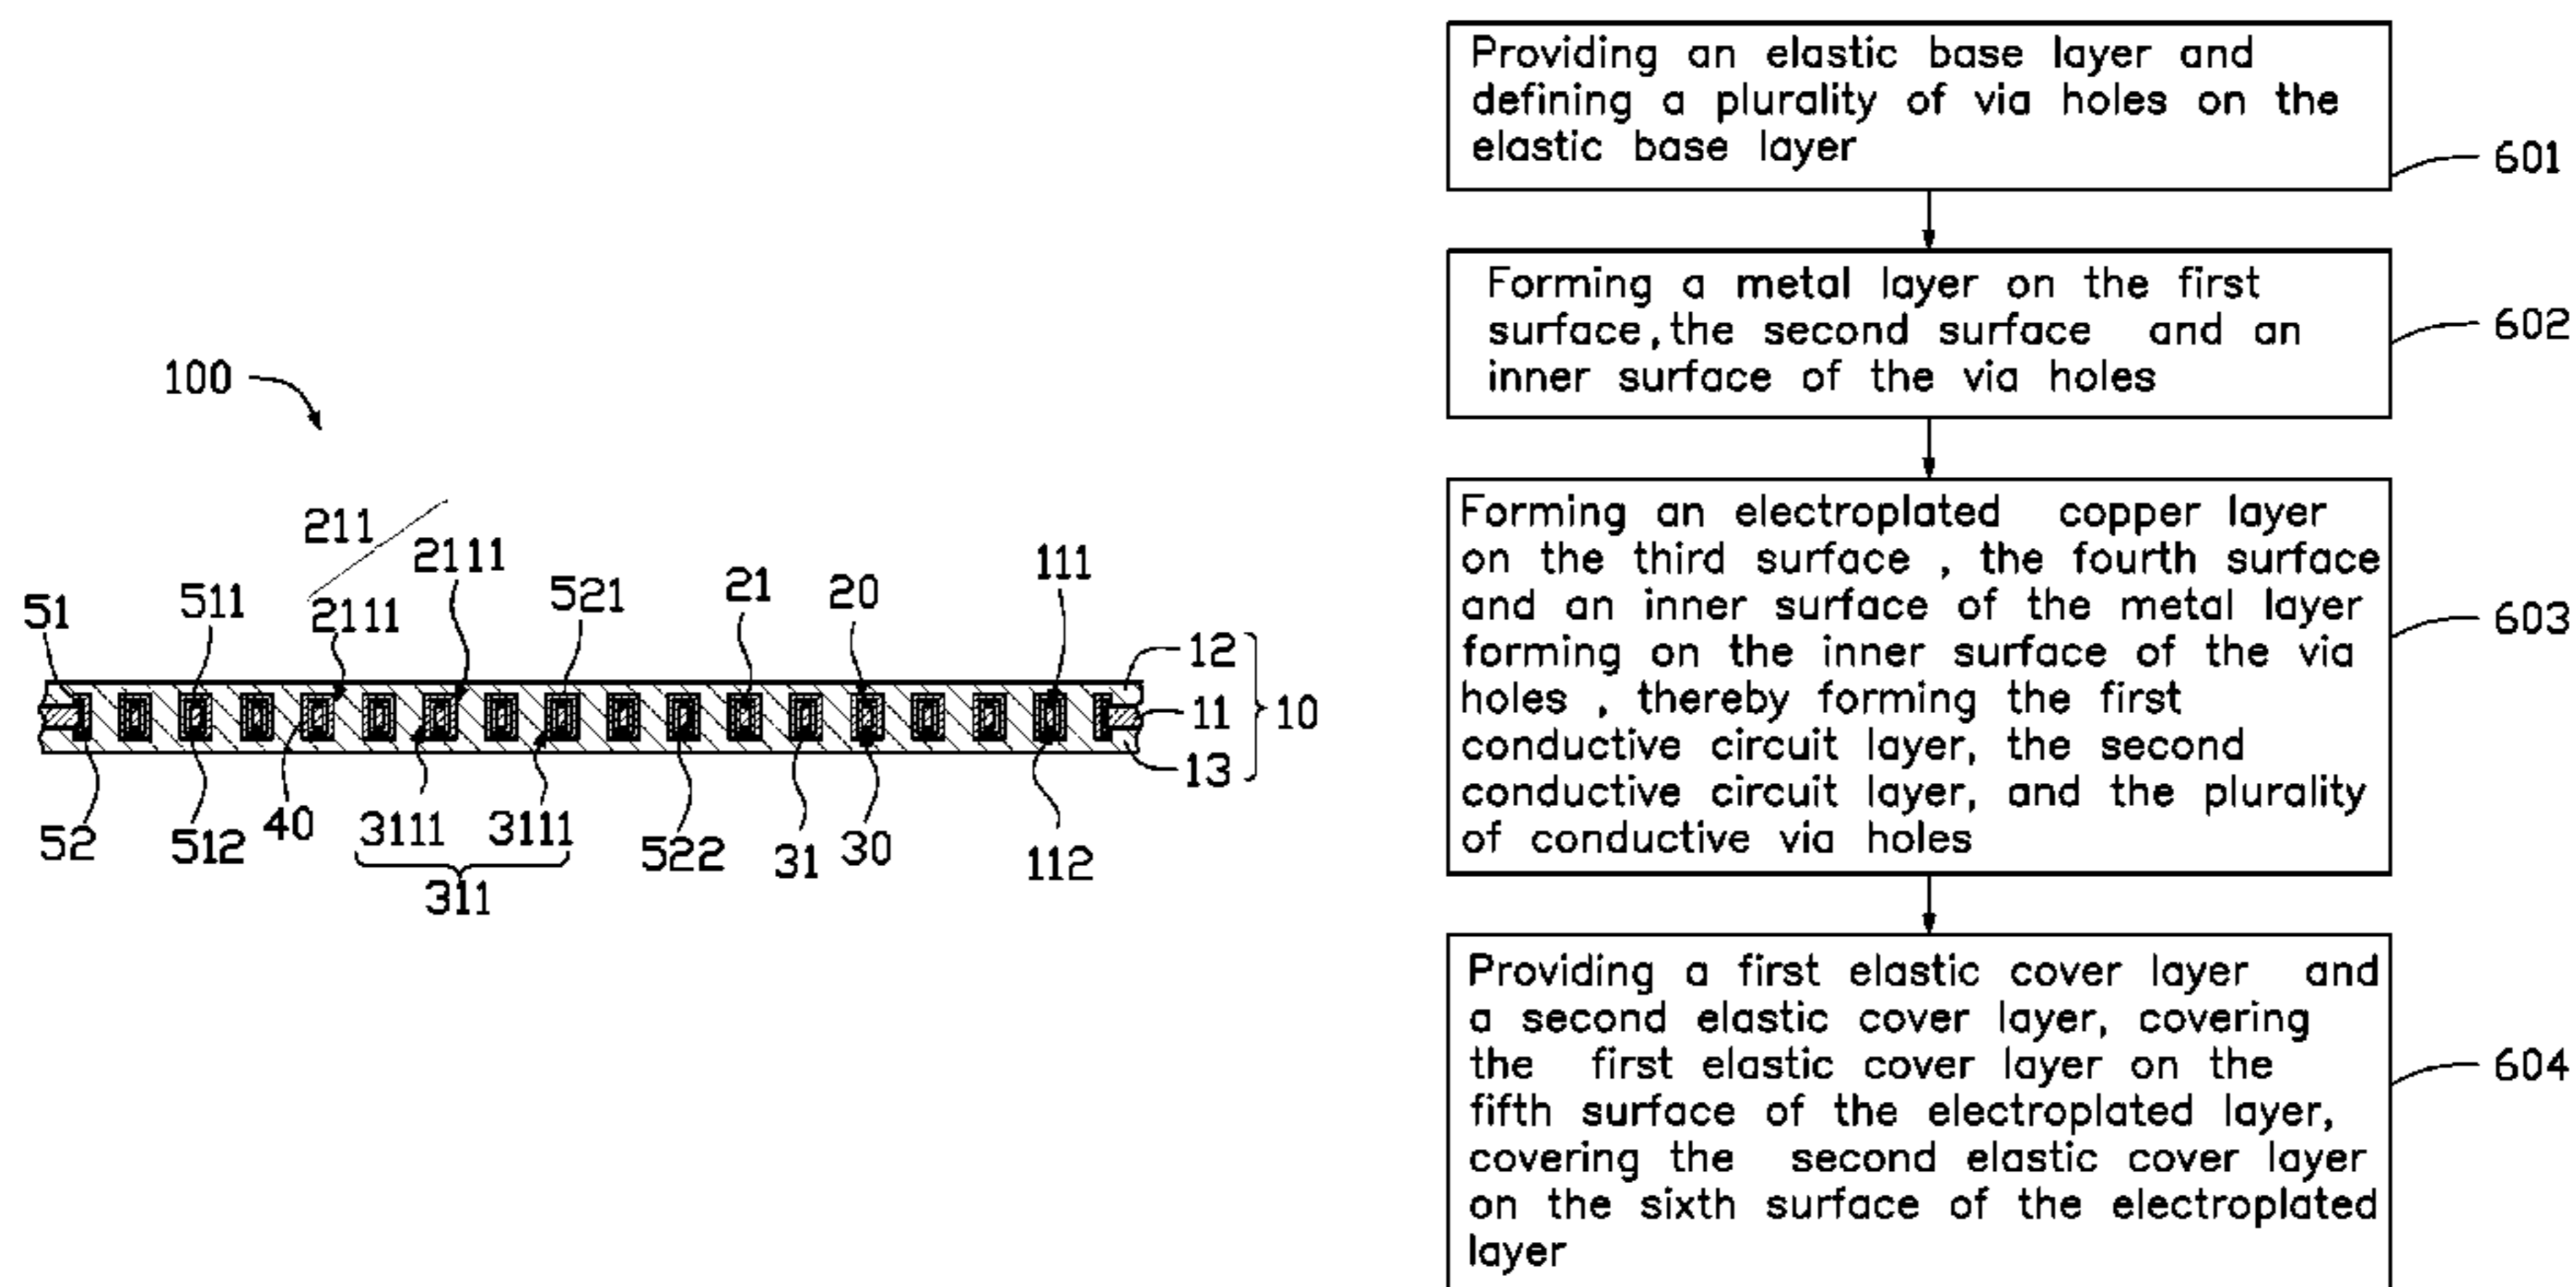 100
211
2111
2111
51
511
521
21
20
111
12
11
10
13
52
512
40
3111
3111
311
522
31
30
112
Providing an elastic base layer and
defining a plurality of via holes on the
elastic base layer
601
Forming a metal layer on the first
surface,the second surface and an
inner surface of the via holes
602
Forming an electroplated copper layer
on the third surface , the fourth surface
and an inner surface of the metal layer
forming on the inner surface of the via
holes , thereby forming the first
conductive circuit layer, the second
conductive circuit layer, and the plurality
of conductive via holes
603
Providing a first elastic cover layer and
a second elastic cover layer, covering
the first elastic cover layer on the
fifth surface of the electroplated layer,
covering the second elastic cover layer
on the sixth surface of the electroplated
layer
604